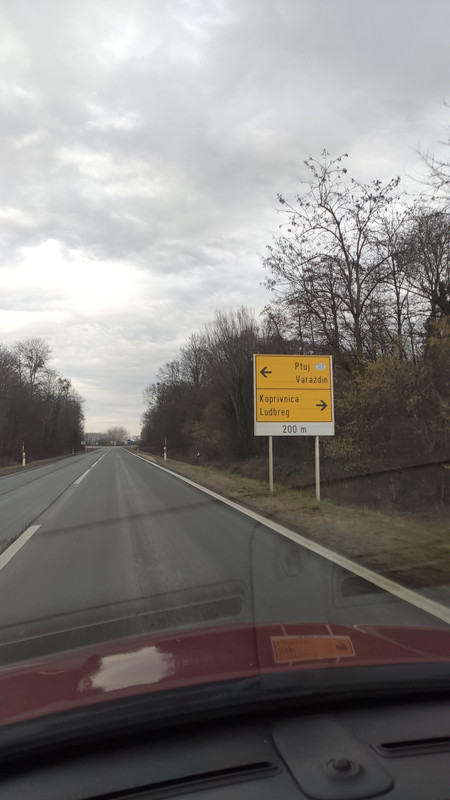 Ptuj
Varaždin
Koprivnica
Ludbreg
200 m